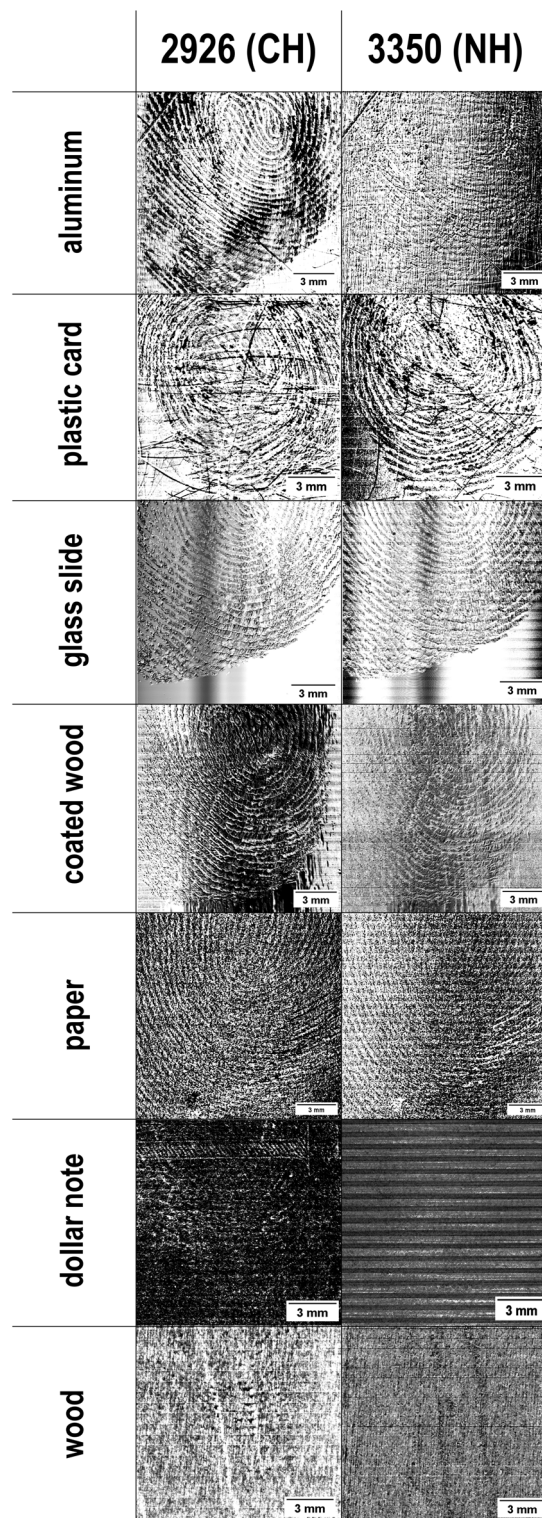 2926 (CH) 3350 (NH)
aluminum
3 mm 3 mm
plastic card
3 mm 3 mm
glass slide
3 mm 3 mm
coated wood
3 mm 3 mm
paper
3 mm 3 mm
dollar note
3 mm 3 mm
wood
3 mm 3 mm